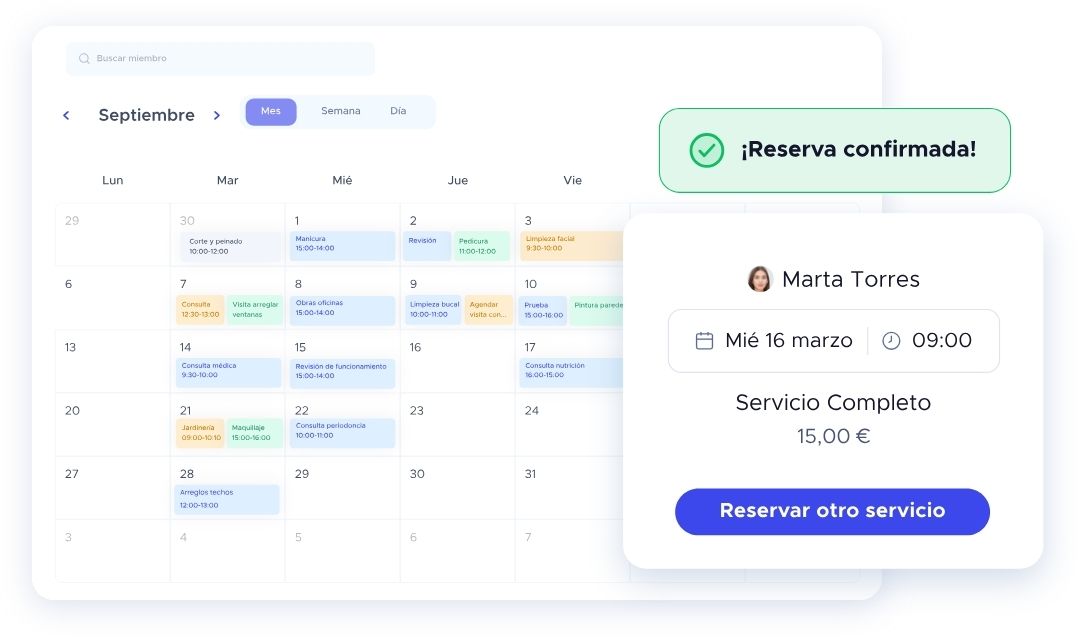 Buscar miembro
Septiembre
Mes Semana Día
¡Reserva confirmada!
Lun Mar Mié Jue Vie
29 30 1 2 3
Corte y peinado
10:00-12:00
Manicura
15:00-14:00
Revisión
Pedicura
11:00-12:00
Limpieza facial
9:30-10:00
6 7 8 9 10
Consulta
12:30-13:00
Visita arreglar
ventanas
Obras oficinas
15:00-14:00
Limpieza bucal
10:00-11:00
Agendar
visita con...
Prueba
15:00-16:00
Pintura parede
13 14 15 16 17
Consulta médica
9:30-10:00
Revisión de funcionamiento
15:00-14:00
Consulta nutrición
16:00-15:00
20 21 22 23 24
Jardinería
09:00-10:10
Maquillaje
15:00-16:00
Consulta periodoncia
10:00-11:00
27 28 29 30 31
Arreglos techos
12:00-13:00
3 4 5 6 7
Marta Torres
Mié 16 marzo 09:00
Servicio Completo
15,00 €
Reservar otro servicio